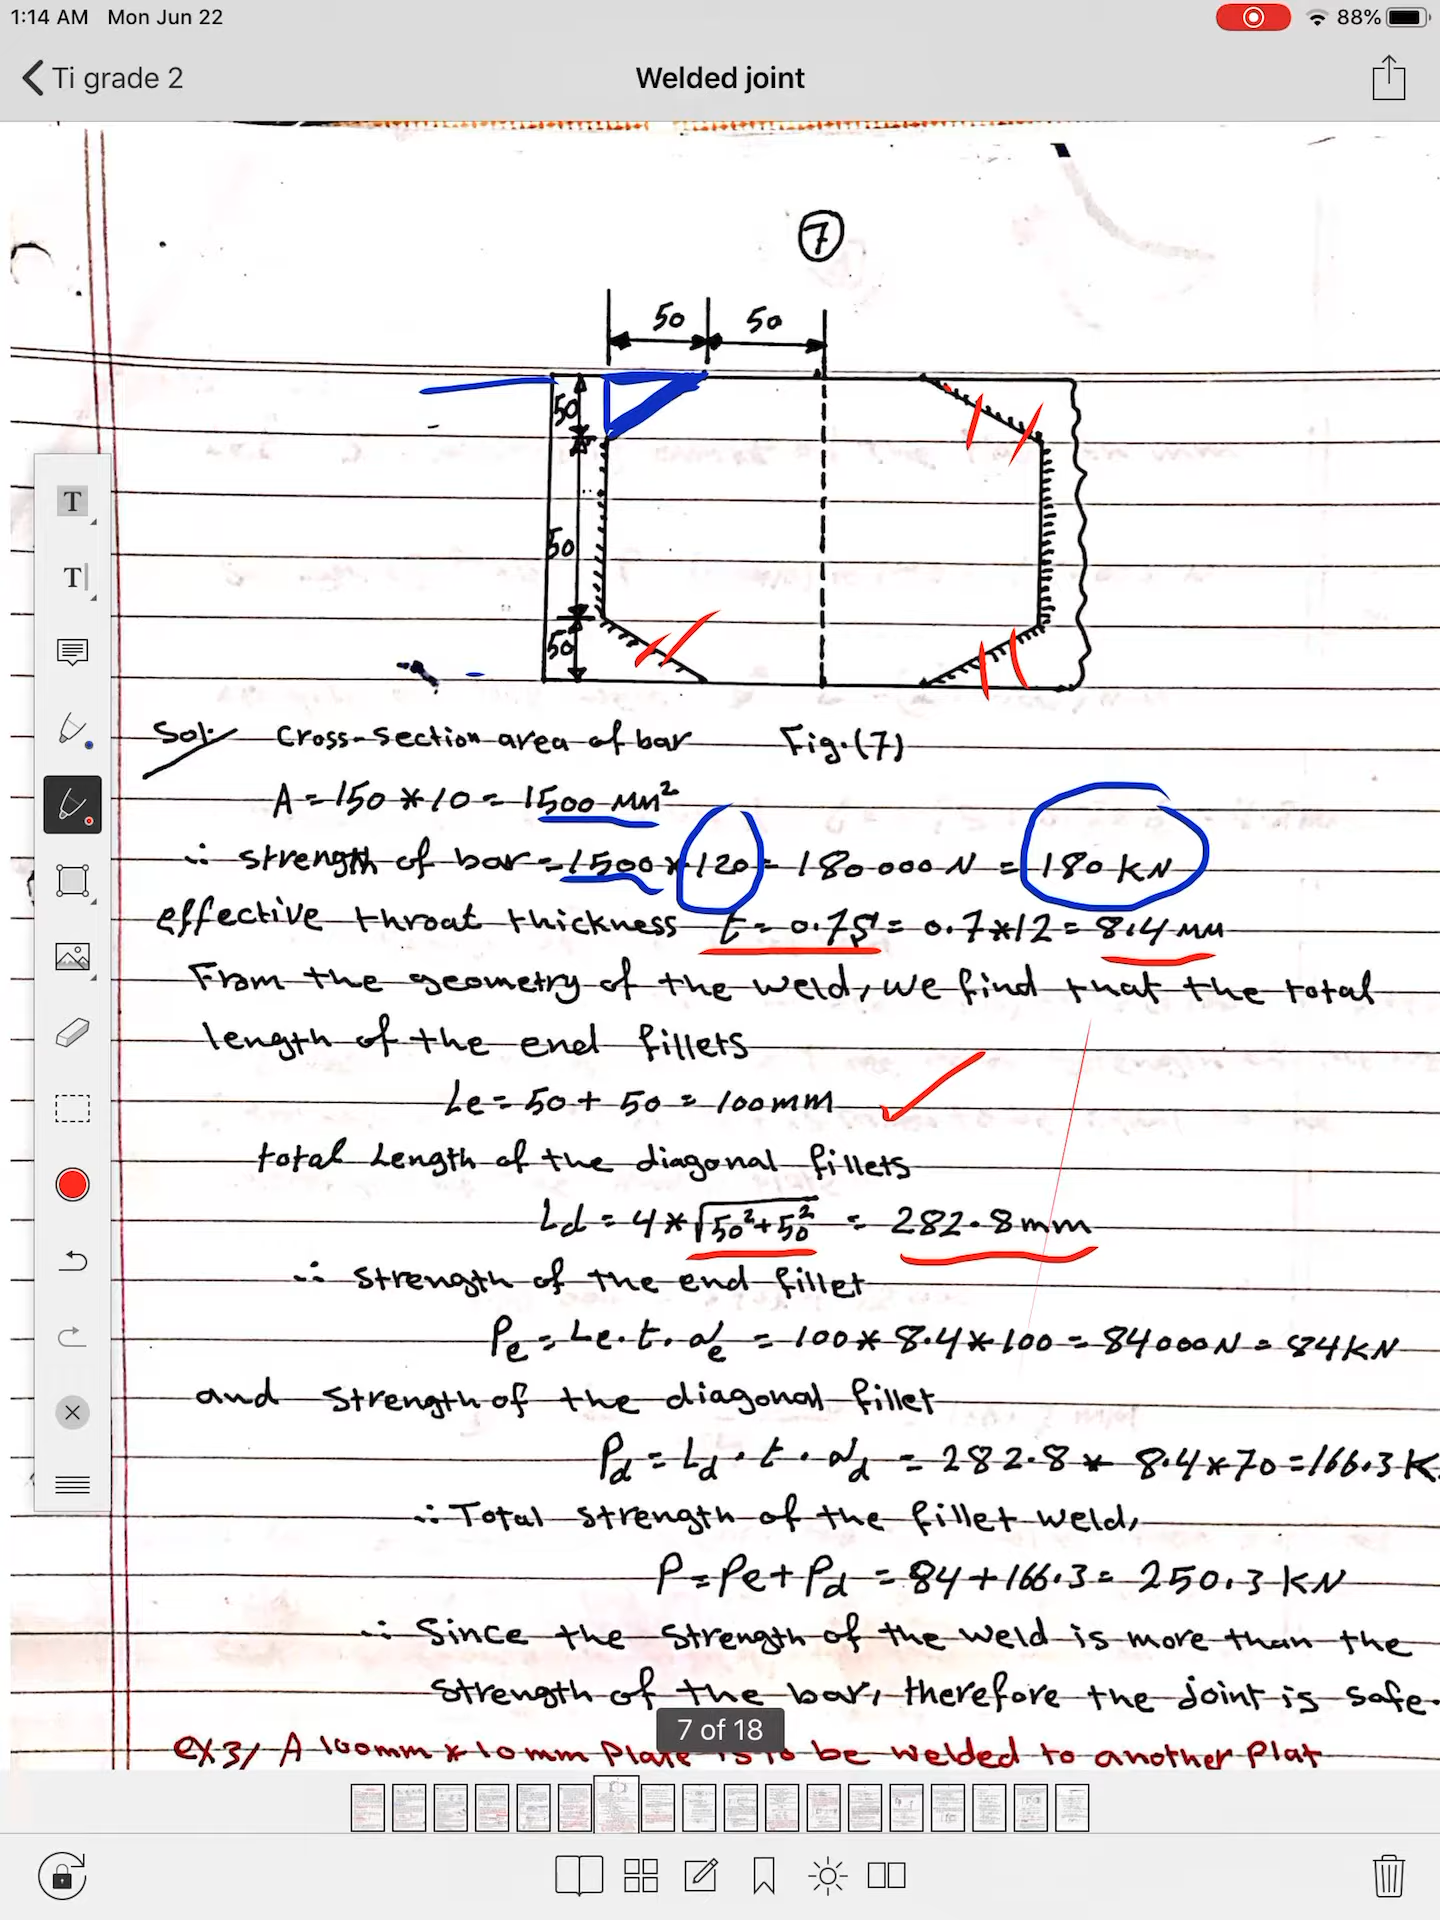 1:14 AM Mon Jun 22
88%
Ti grade 2
Welded joint
7
50 50
50
50
50
Sol. Cross-section area of bar Fig.(7)
A = 150 * 10 = 1500 mm²
∴ strength of bar = 1500 * 120 = 180000 N = 180 KN
effective throat thickness t = 0.7S = 0.7*12 = 8.4 mm
From the geometry of the weld, we find that the total
length of the end fillets
Le = 50 + 50 = 100mm
total Length of the diagonal fillets
Ld = 4*√50²+50² = 282.8mm
∴ strength of the end fillet
Pe = Le.t.σe = 100 * 8.4 * 100 = 84000N = 84KN
and strength of the diagonal fillet
Pd = Ld . t . σd = 282.8 * 8.4 * 70 = 166.3 K
∴ Total strength of the fillet weld,
P = Pe + Pd = 84 + 166.3 = 250.3 KN
∴ Since the strength of the weld is more than the
strength of the bar, therefore the joint is safe.
7 of 18
ex3/ A 100mm * 10mm Plate is to be welded to another Plat
T
T